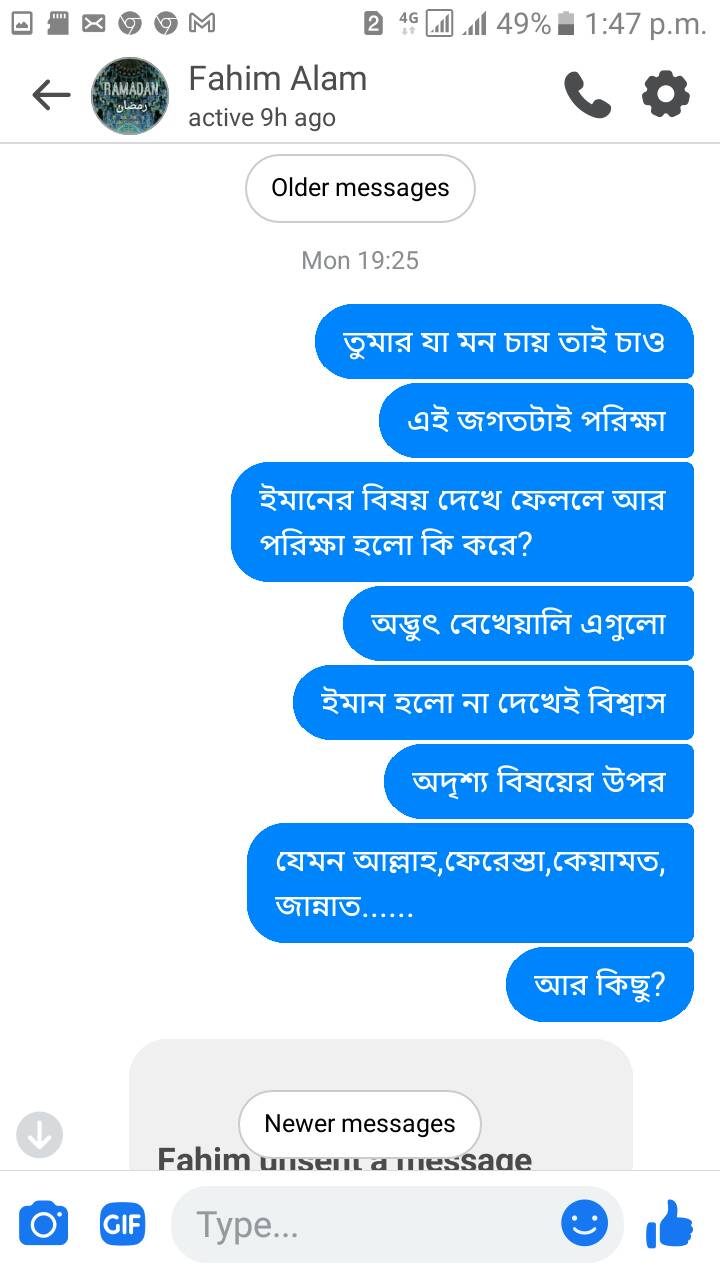 2 4G 49% 1:47 p.m.
RAMADAN
رمضان
Fahim Alam
active 9h ago
Older messages
Mon 19:25
তুমার যা মন চায় তাই চাও
এই জগতটাই পরিক্ষা
ইমানের বিষয় দেখে ফেললে আর
পরিক্ষা হলো কি করে?
অদ্ভুৎ বেখেয়ালি এগুলো
ইমান হলো না দেখেই বিশ্বাস
অদৃশ্য বিষয়ের উপর
যেমন আল্লাহ,ফেরেস্তা,কেয়ামত,
জান্নাত......
আর কিছু?
Newer messages
Fahim unsent a message
GIF
Type...